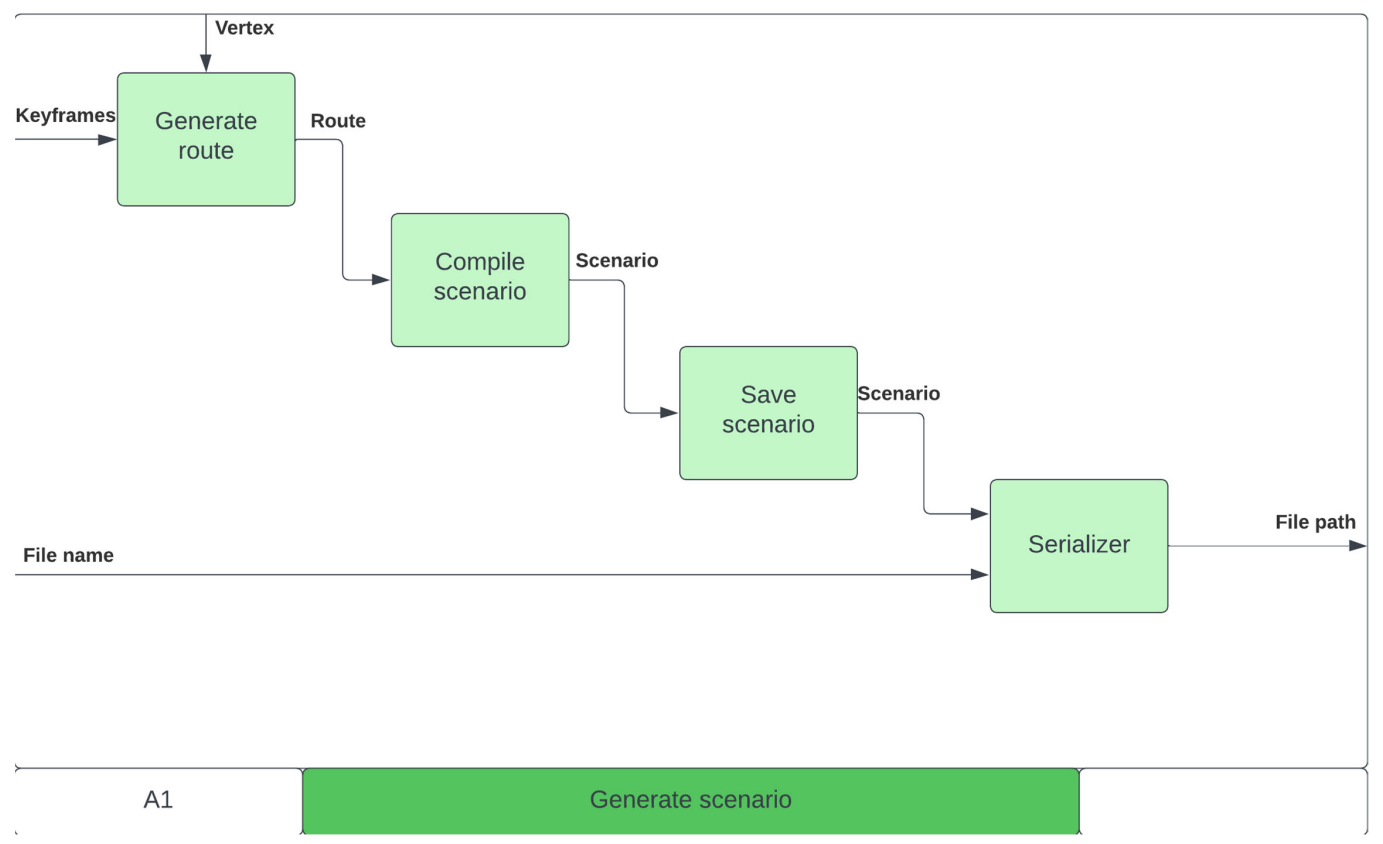 Vertex
Keyframes
Generate
route
Route
Compile
scenario
Scenario
Save
scenario
Scenario
File name
Serializer
File path
A1
Generate scenario